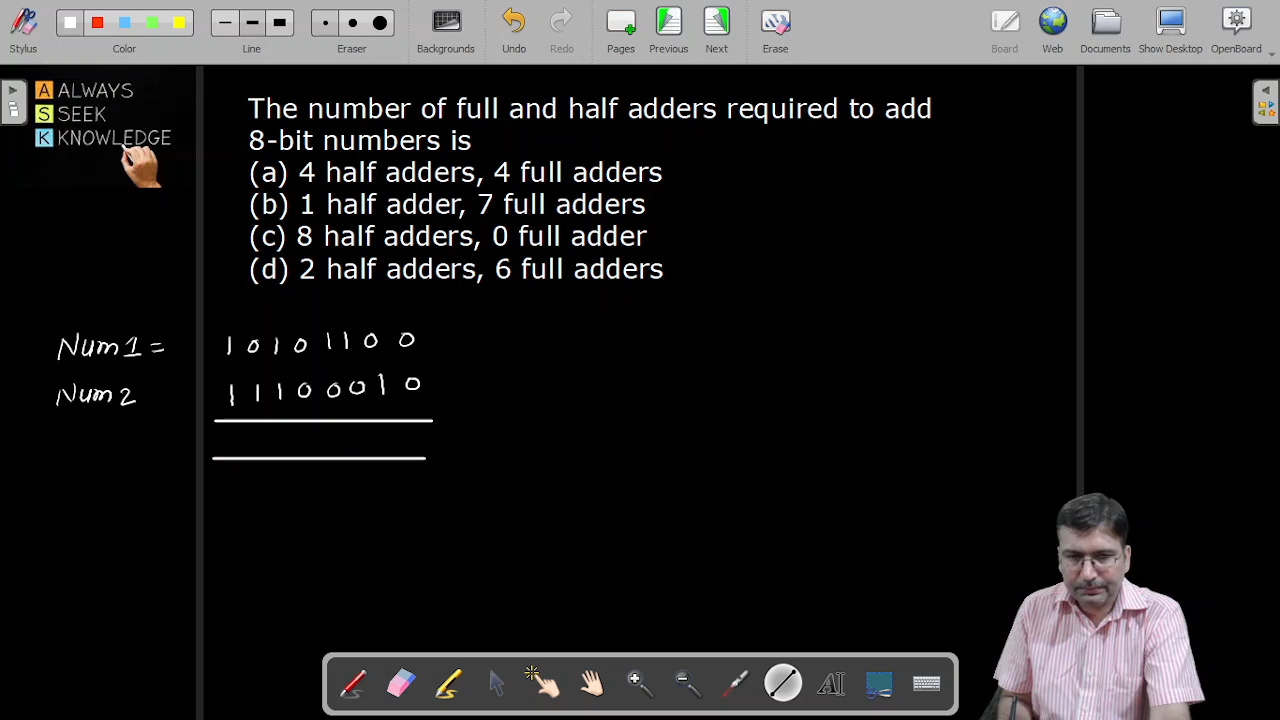 Stylus
Color
Line
Eraser
Backgrounds
Undo
Redo
Pages
Previous
Next
Erase
Board
Web
Documents
Show Desktop
OpenBoard
A ALWAYS
S SEEK
K KNOWLEDGE
The number of full and half adders required to add
8-bit numbers is
(a) 4 half adders, 4 full adders
(b) 1 half adder, 7 full adders
(c) 8 half adders, 0 full adder
(d) 2 half adders, 6 full adders
Num1 = 1 0 1 0 1 1 0 0
Num2 1 1 1 0 0 0 1 0
AI